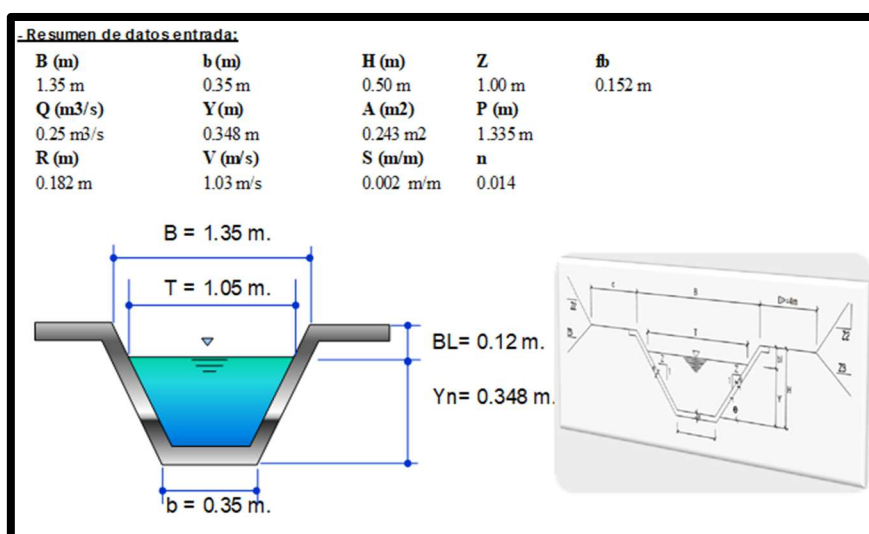 - Resumen de datos entrada:
B (m) b (m) H (m) Z fb
1.35 m 0.35 m 0.50 m 1.00 m 0.152 m
Q (m3/s) Y(m) A (m2) P (m)
0.25 m3/s 0.348 m 0.243 m2 1.335 m
R (m) V (m/s) S (m/m) n
0.182 m 1.03 m/s 0.002 m/m 0.014
B = 1.35 m.
T = 1.05 m.
BL= 0.12 m.
Yn= 0.348 m.
b = 0.35 m.
c B
T
Z2
Z3
Y H
e